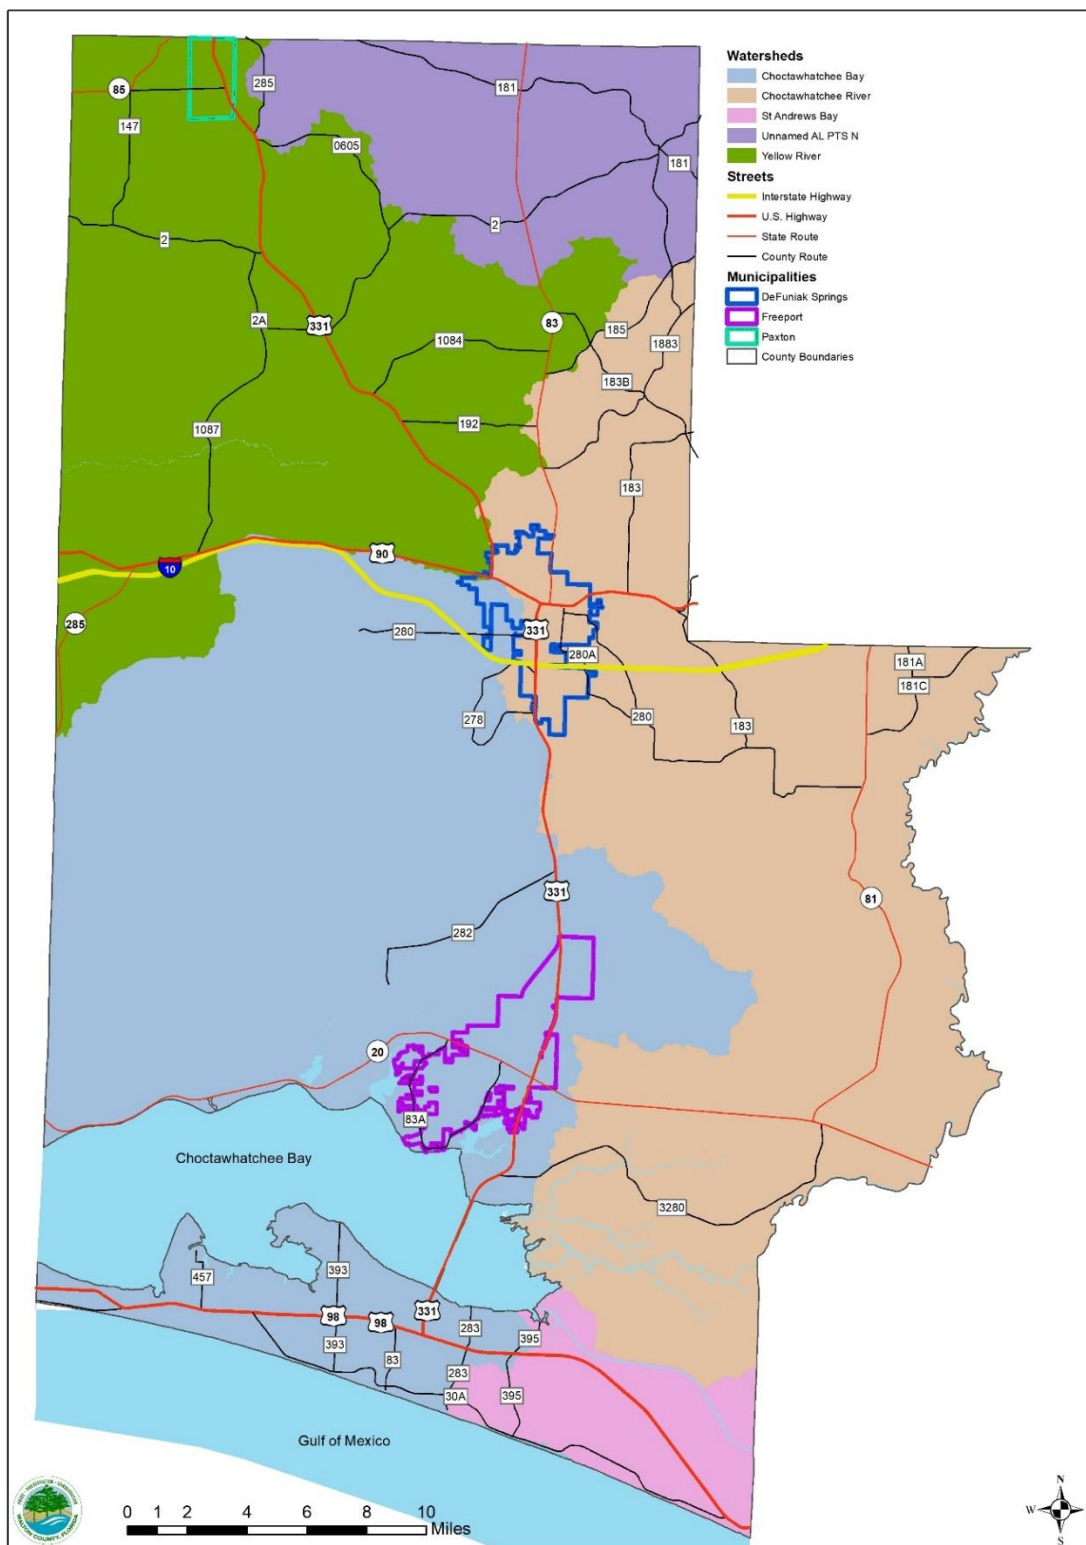 Watersheds
Choctawhatchee Bay
Choctawhatchee River
St Andrews Bay
Unnamed AL PTS N
Yellow River
Streets
Interstate Highway
U.S. Highway
State Route
County Route
Municipalities
DeFuniak Springs
Freeport
Paxton
County Boundaries
85
285
181
147
0605
181
2
2
2A
331
83
185
1084
1883
183B
192
1087
183
90
10
285
280
331
280A
181A
181C
278
280
183
331
81
282
20
83A
Choctawhatchee Bay
3280
457
393
331
98
98
283
395
393
83
283
30A
395
Gulf of Mexico
WALTON COUNTY, FLORIDA
0 1 2 4 6 8 10
Miles
N
W
S